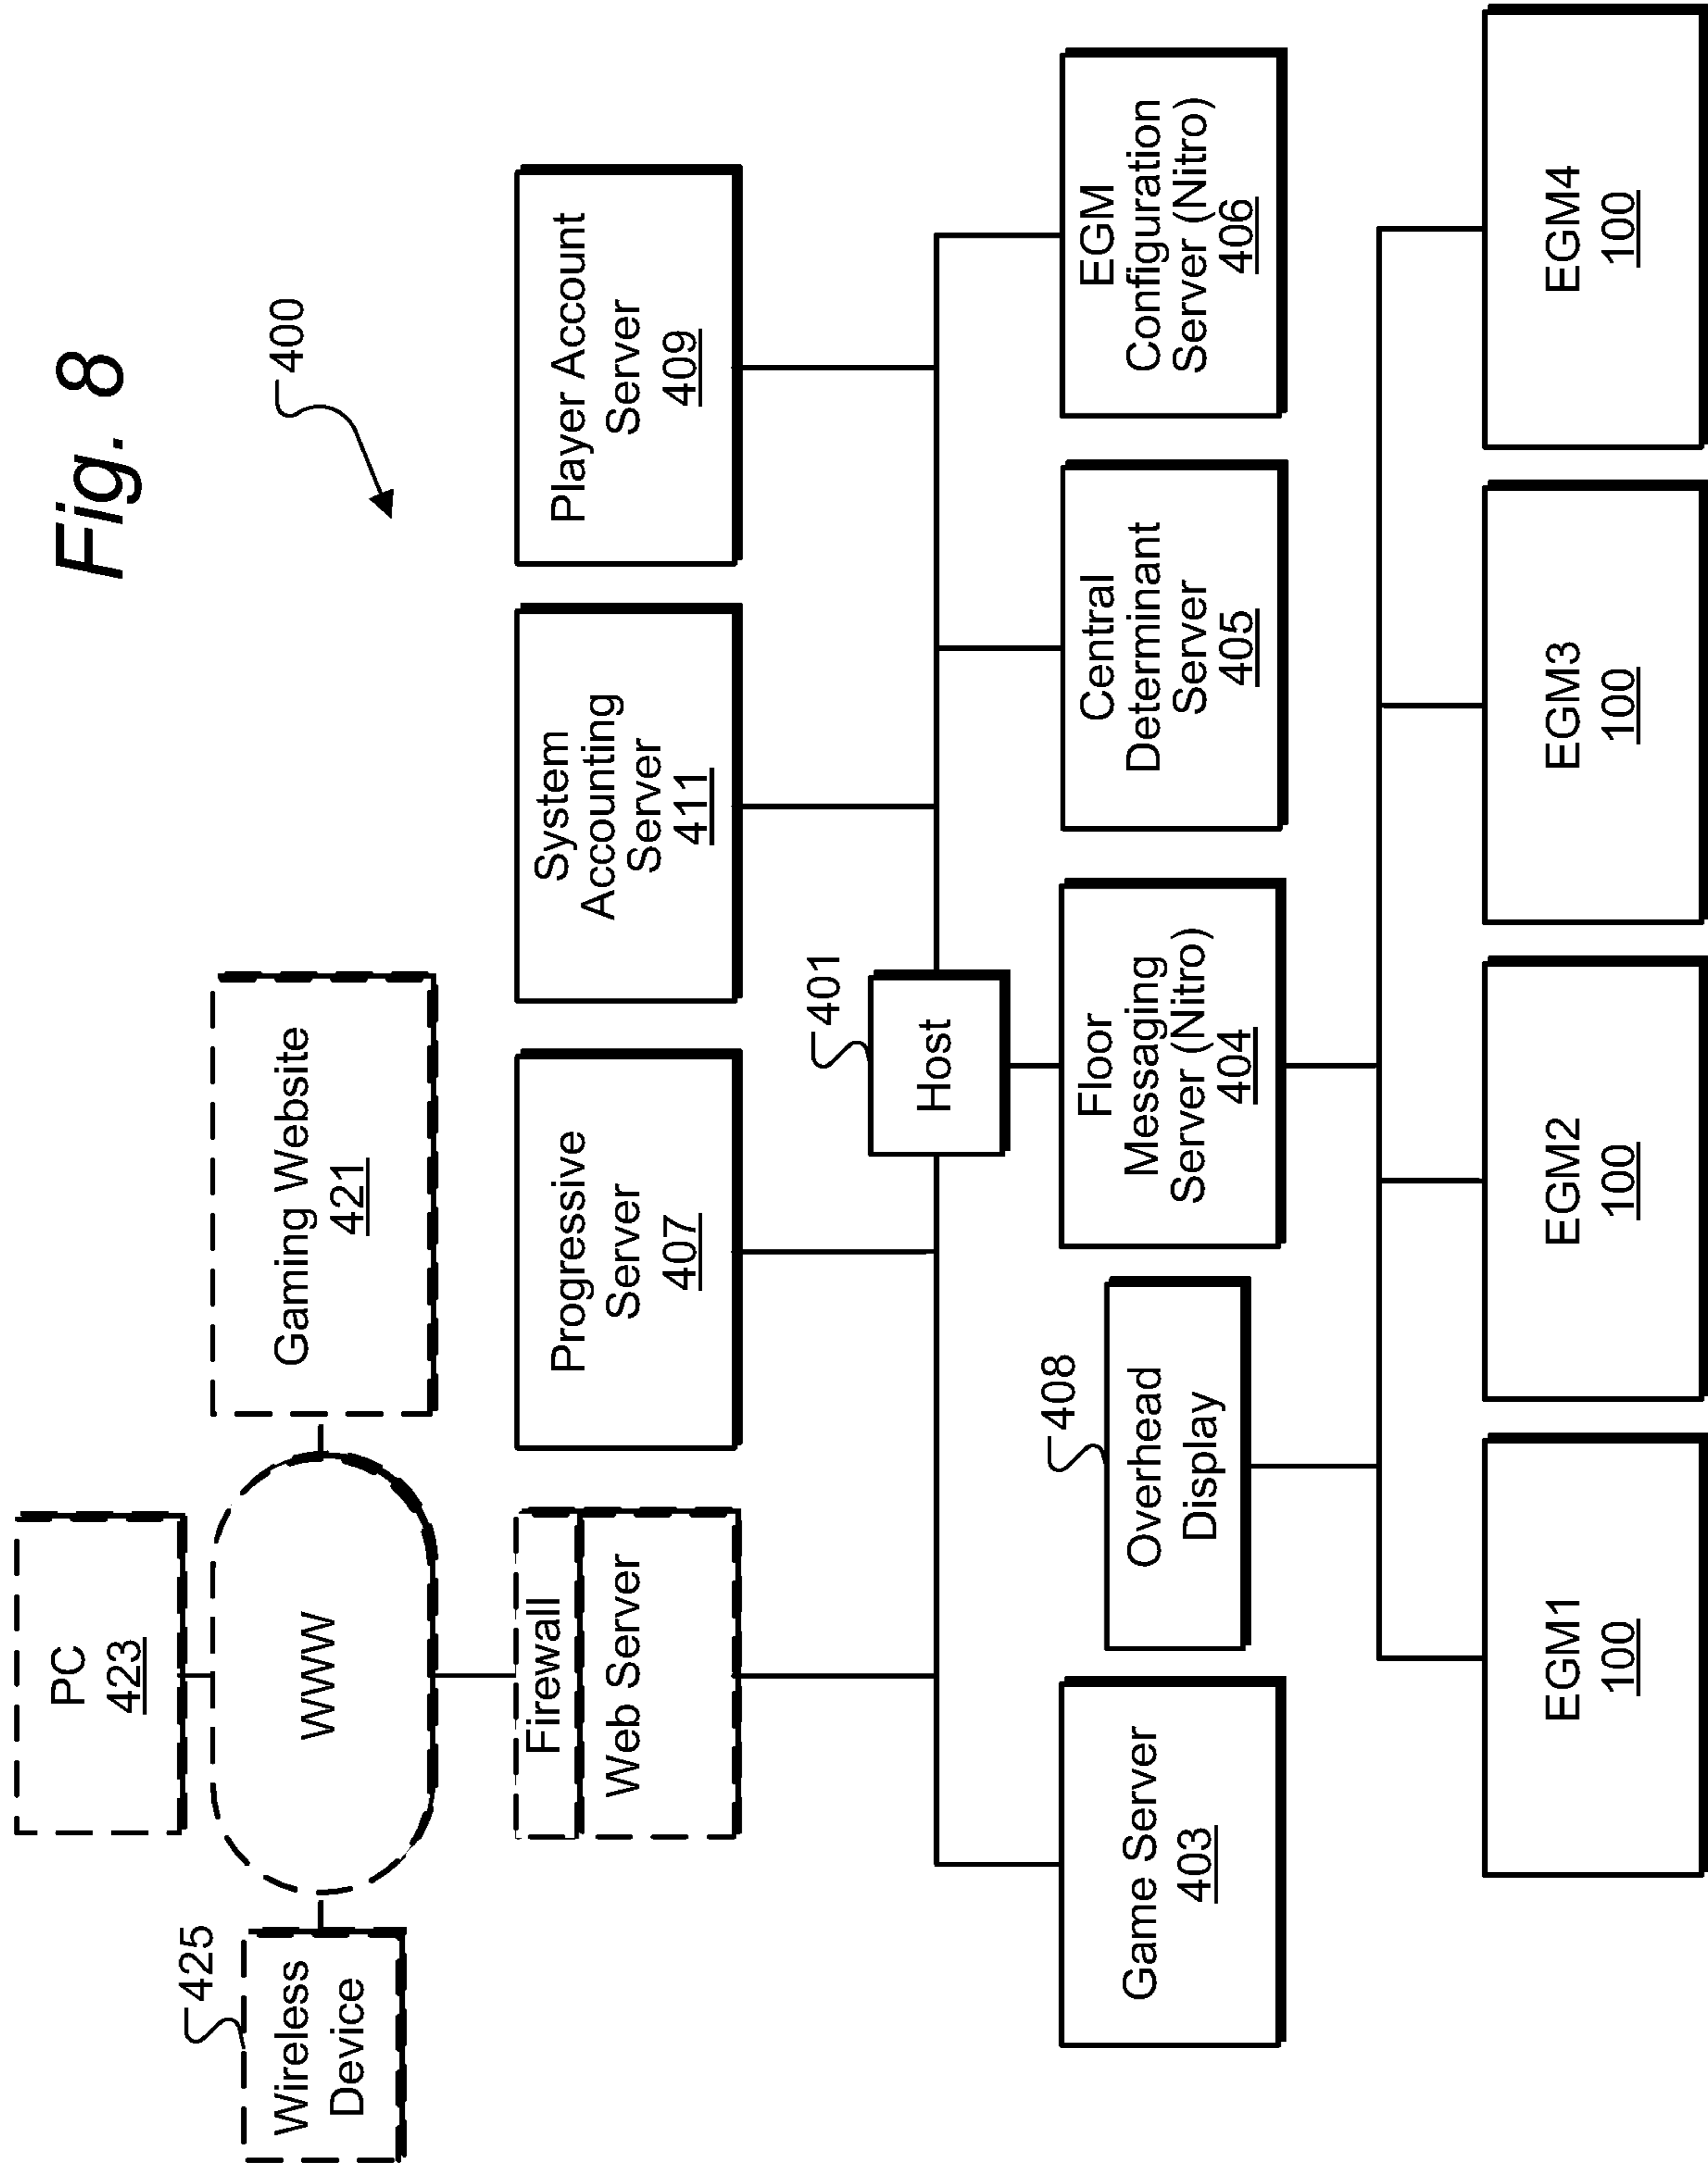 Fig. 8
400
PC
423
425
Wireless
Device
WWW
Gaming Website
421
Firewall
Web Server
Progressive
Server
407
System
Accounting
Server
411
Player Account
Server
409
401
Host
Game Server
403
408
Overhead
Display
Floor
Messaging
Server (Nitro)
404
Central
Determinant
Server
405
EGM
Configuration
Server (Nitro)
406
EGM1
100
EGM2
100
EGM3
100
EGM4
100